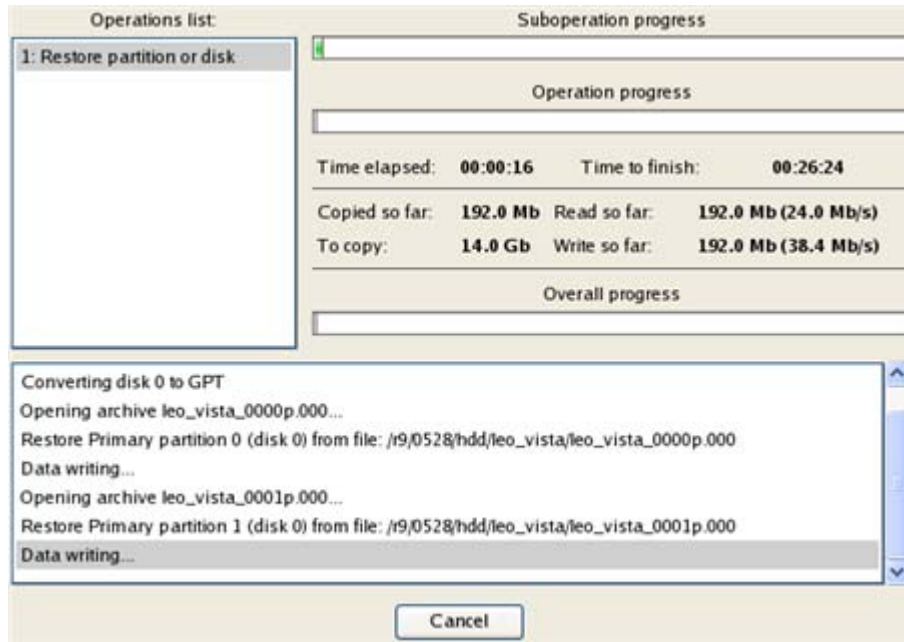 Operations list:
Suboperation progress
1: Restore partition or disk
Operation progress
Time elapsed: 00:00:16 Time to finish: 00:26:24
Copied so far: 192.0 Mb Read so far: 192.0 Mb (24.0 Mb/s)
To copy: 14.0 Gb Write so far: 192.0 Mb (38.4 Mb/s)
Overall progress
Converting disk 0 to GPT
Opening archive leo_vista_0000p.000...
Restore Primary partition 0 (disk 0) from file: /r9/0528/hdd/leo_vista/leo_vista_0000p.000
Data writing...
Opening archive leo_vista_0001p.000...
Restore Primary partition 1 (disk 0) from file: /r9/0528/hdd/leo_vista/leo_vista_0001p.000
Data writing...
Cancel